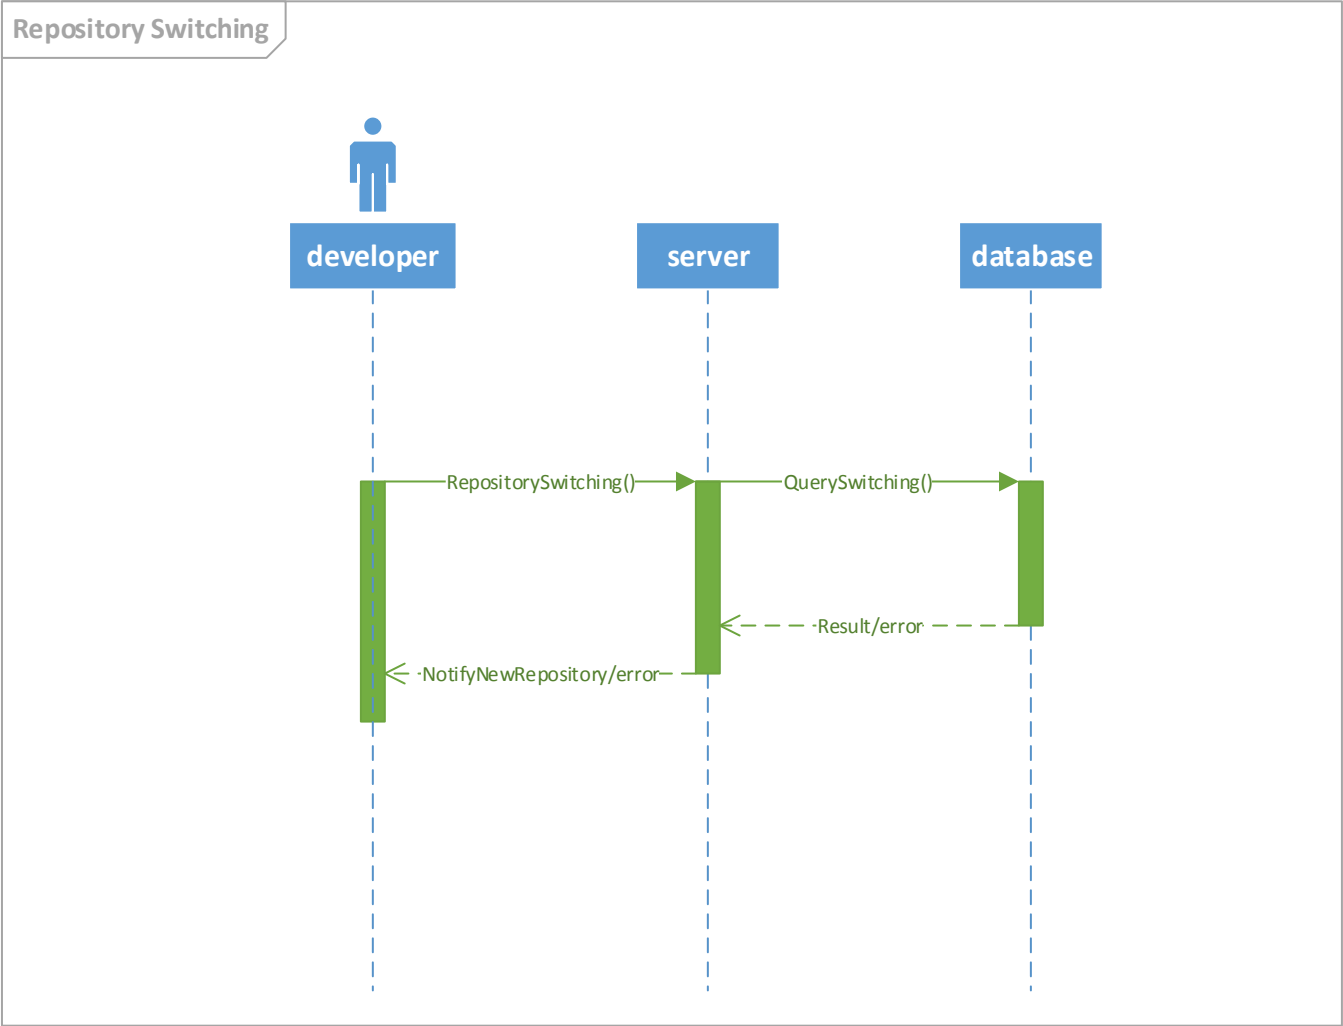 Repository Switching
developer
server
database
RepositorySwitching()
QuerySwitching()
Result/error
NotifyNewRepository/error